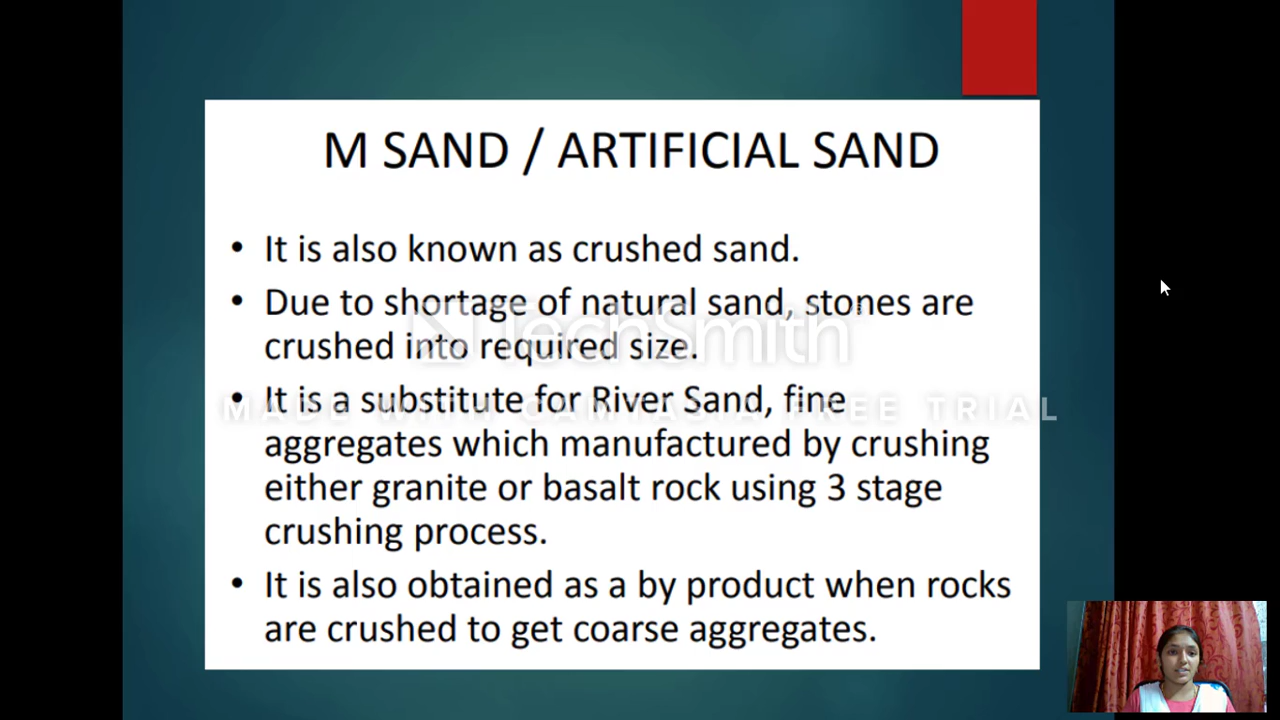 M SAND / ARTIFICIAL SAND
• It is also known as crushed sand.
• Due to shortage of natural sand, stones are
crushed into required size.
TechSmith
• It is a substitute for River Sand, fine
MADE WITH CAMTASIA FREE TRIAL
aggregates which manufactured by crushing
either granite or basalt rock using 3 stage
crushing process.
• It is also obtained as a by product when rocks
are crushed to get coarse aggregates.